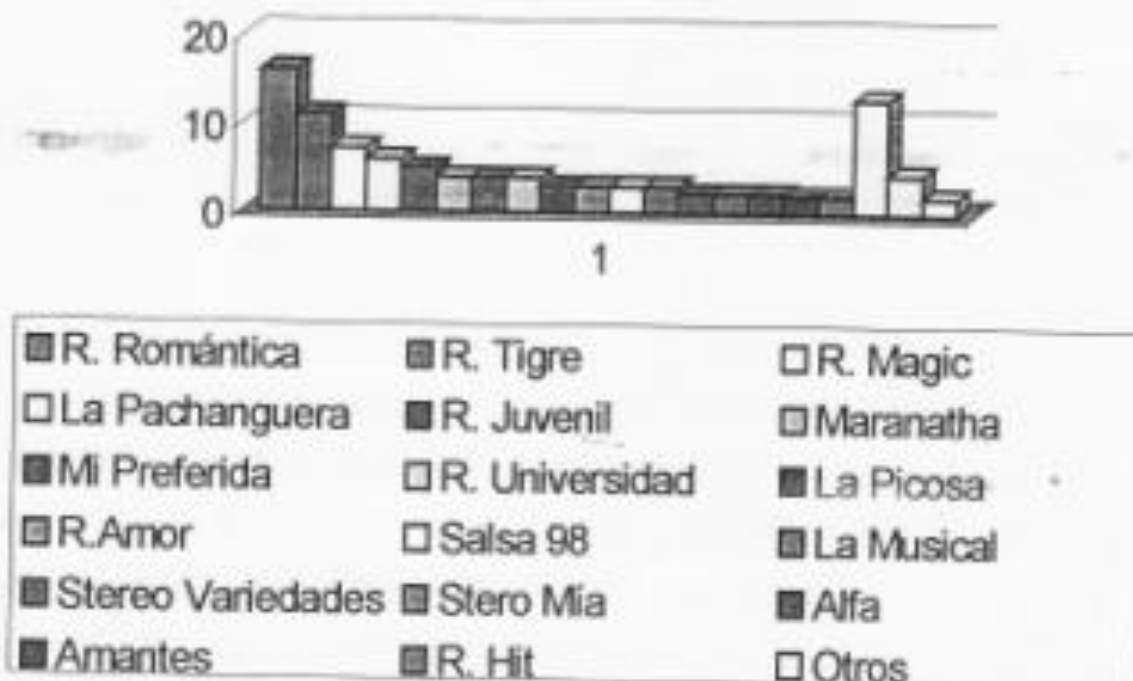 20
10
0
1
R. Romántica R. Tigre R. Magic
La Pachanguera R. Juvenil Maranatha
Mi Preferida R. Universidad La Picosa
R.Amor Salsa 98 La Musical
Stereo Variedades Stero Mía Alfa
Amantes R. Hit Otros